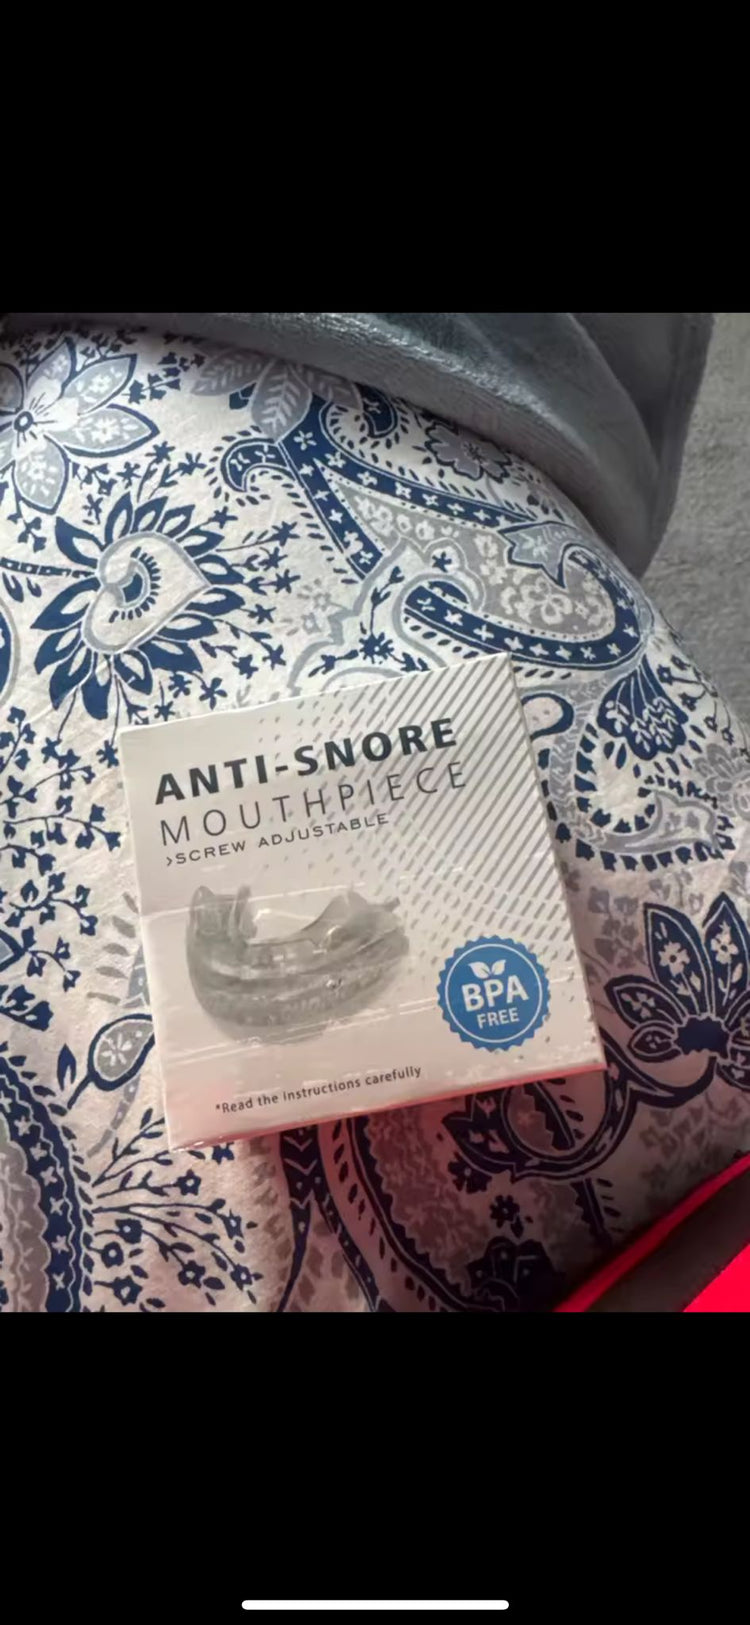 ANTI-SNORE
MOUTHPIECE
>SCREW ADJUSTABLE
BPA
FREE
*Read the instructions carefully